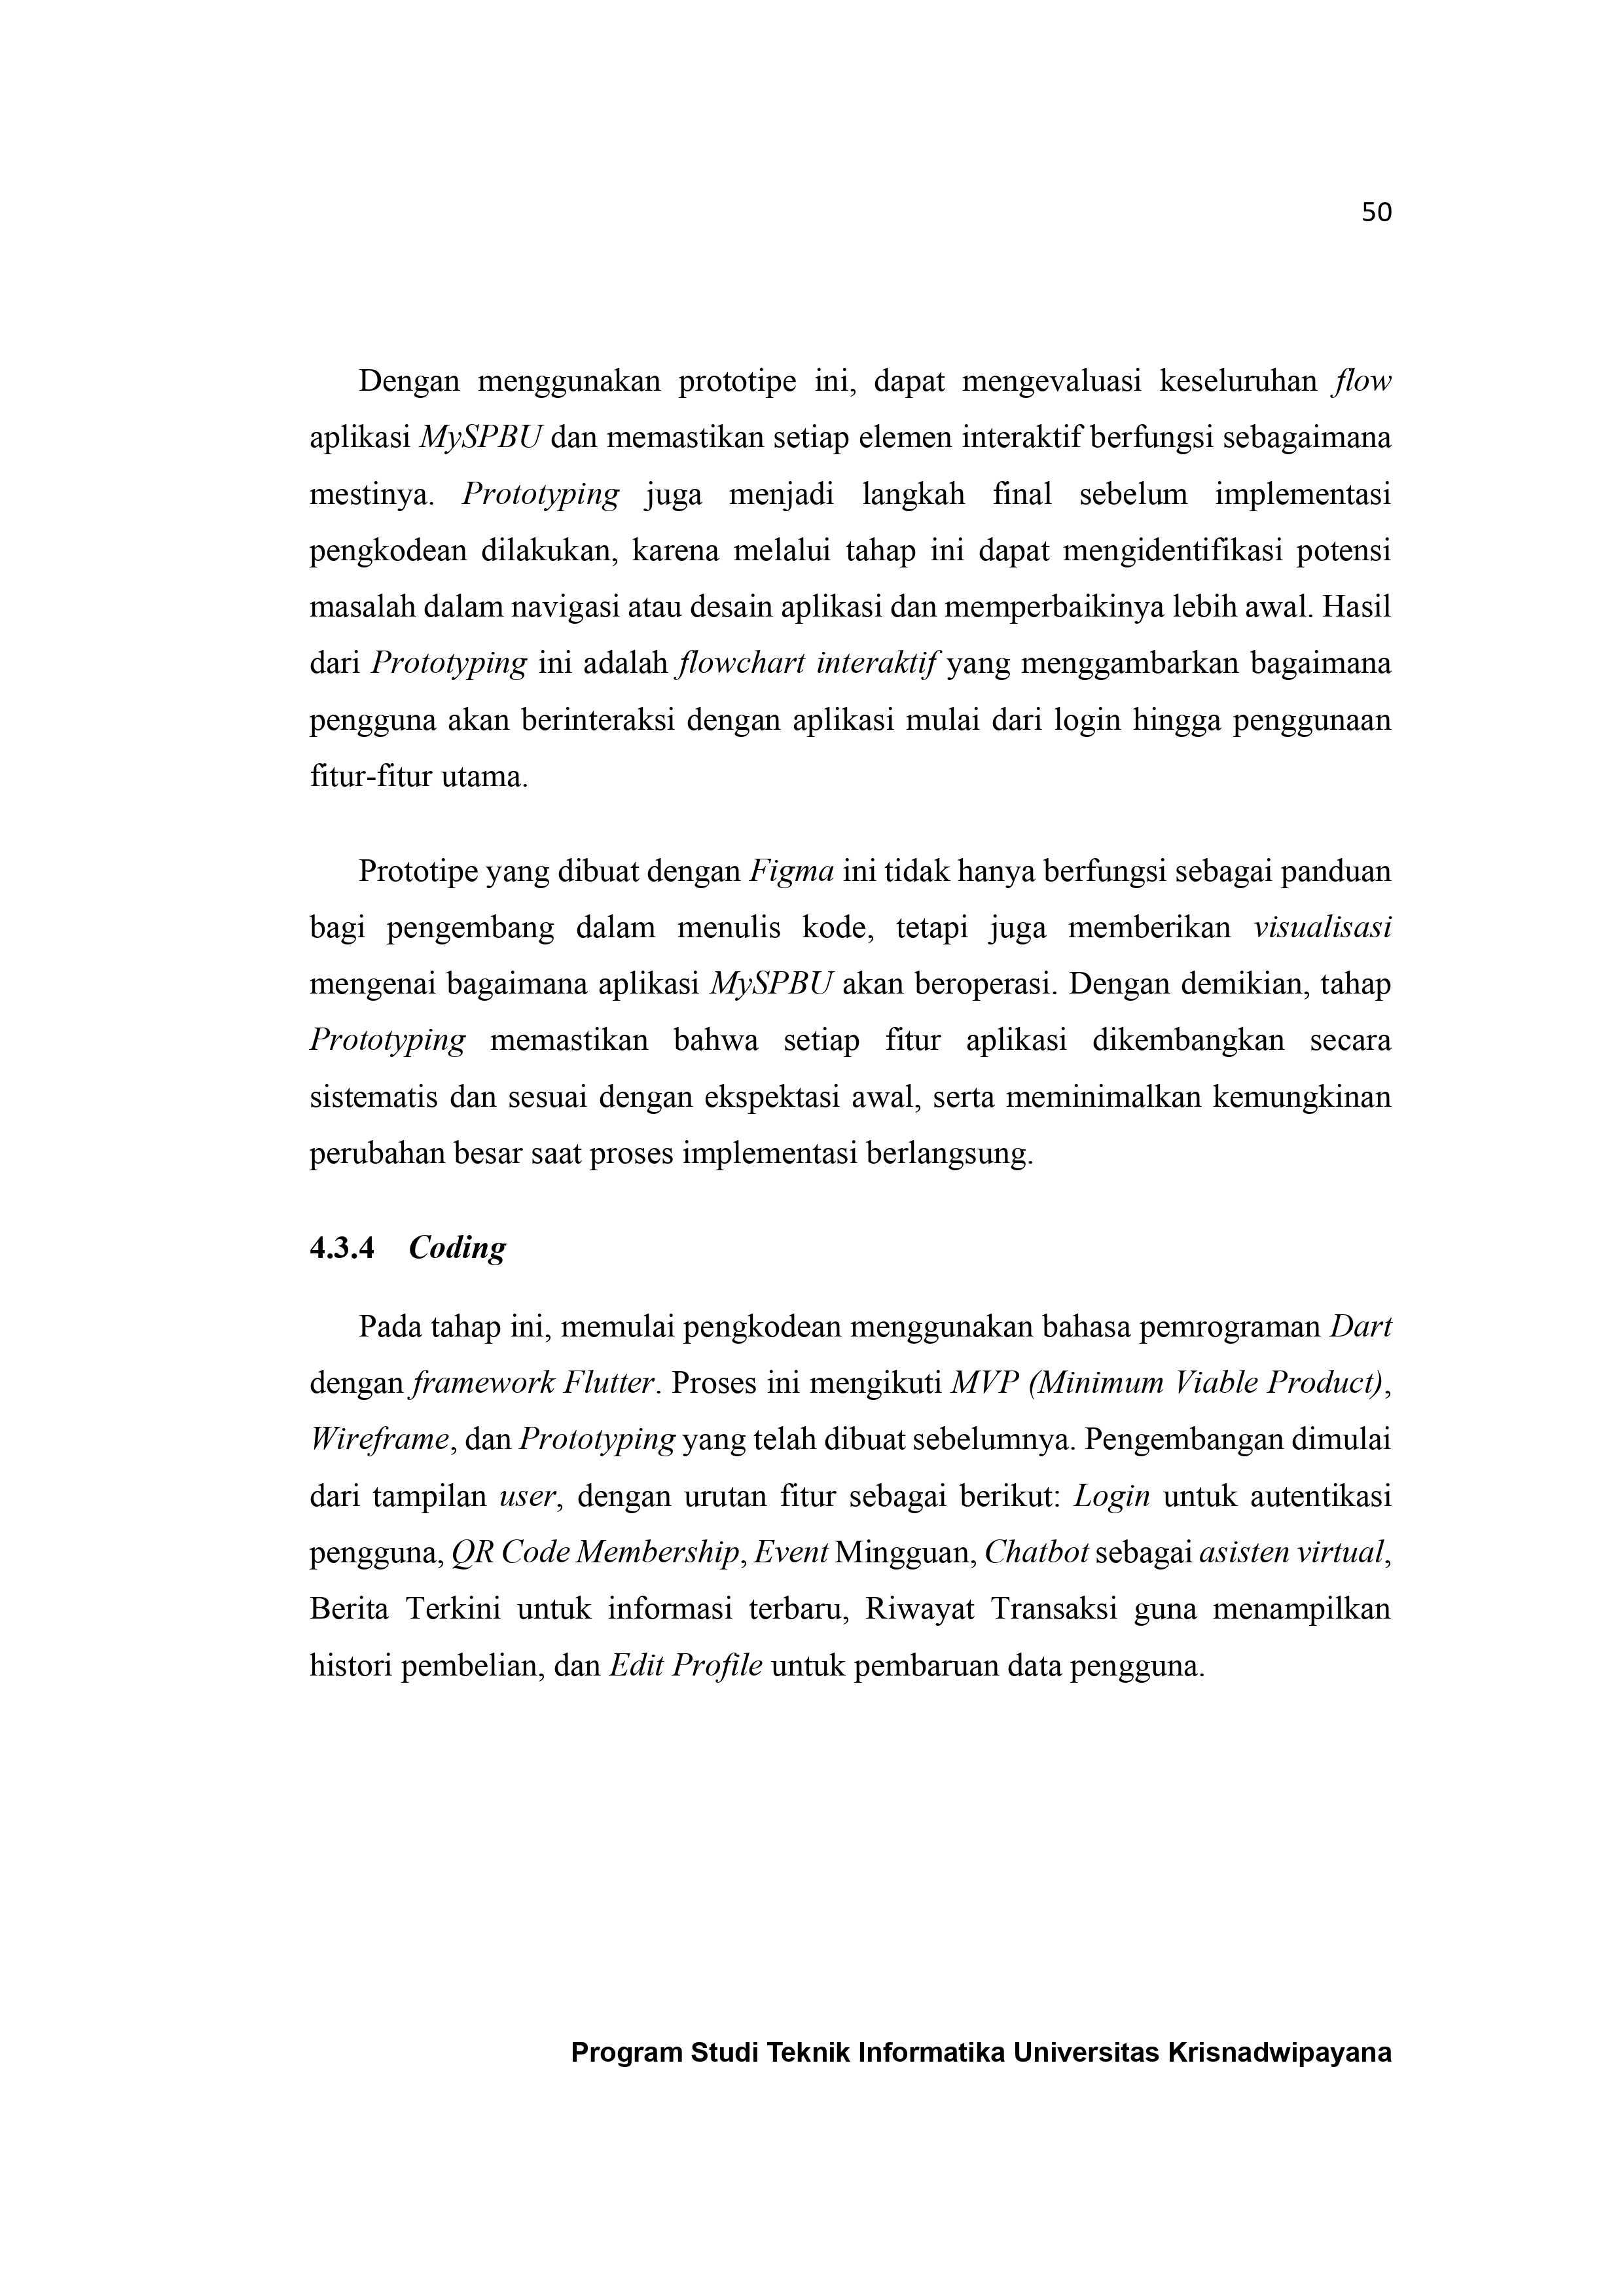 50
Dengan menggunakan prototipe ini, dapat mengevaluasi keseluruhan flow
aplikasi MySPBU dan memastikan setiap elemen interaktif berfungsi sebagaimana
mestinya. Prototyping juga menjadi langkah final sebelum implementasi
pengkodean dilakukan, karena melalui tahap ini dapat mengidentifikasi potensi
masalah dalam navigasi atau desain aplikasi dan memperbaikinya lebih awal. Hasil
dari Prototyping ini adalah flowchart interaktif yang menggambarkan bagaimana
pengguna akan berinteraksi dengan aplikasi mulai dari login hingga penggunaan
fitur-fitur utama.
Prototipe yang dibuat dengan Figma ini tidak hanya berfungsi sebagai panduan
bagi pengembang dalam menulis kode, tetapi juga memberikan visualisasi
mengenai bagaimana aplikasi MySPBU akan beroperasi. Dengan demikian, tahap
Prototyping memastikan bahwa setiap fitur aplikasi dikembangkan secara
sistematis dan sesuai dengan ekspektasi awal, serta meminimalkan kemungkinan
perubahan besar saat proses implementasi berlangsung.
4.3.4 Coding
Pada tahap ini, memulai pengkodean menggunakan bahasa pemrograman Dart
dengan framework Flutter. Proses ini mengikuti MVP (Minimum Viable Product),
Wireframe, dan Prototyping yang telah dibuat sebelumnya. Pengembangan dimulai
dari tampilan user, dengan urutan fitur sebagai berikut: Login untuk autentikasi
pengguna, QR Code Membership, Event Mingguan, Chatbot sebagai asisten virtual,
Berita Terkini untuk informasi terbaru, Riwayat Transaksi guna menampilkan
histori pembelian, dan Edit Profile untuk pembaruan data pengguna.
Program Studi Teknik Informatika Universitas Krisnadwipayana